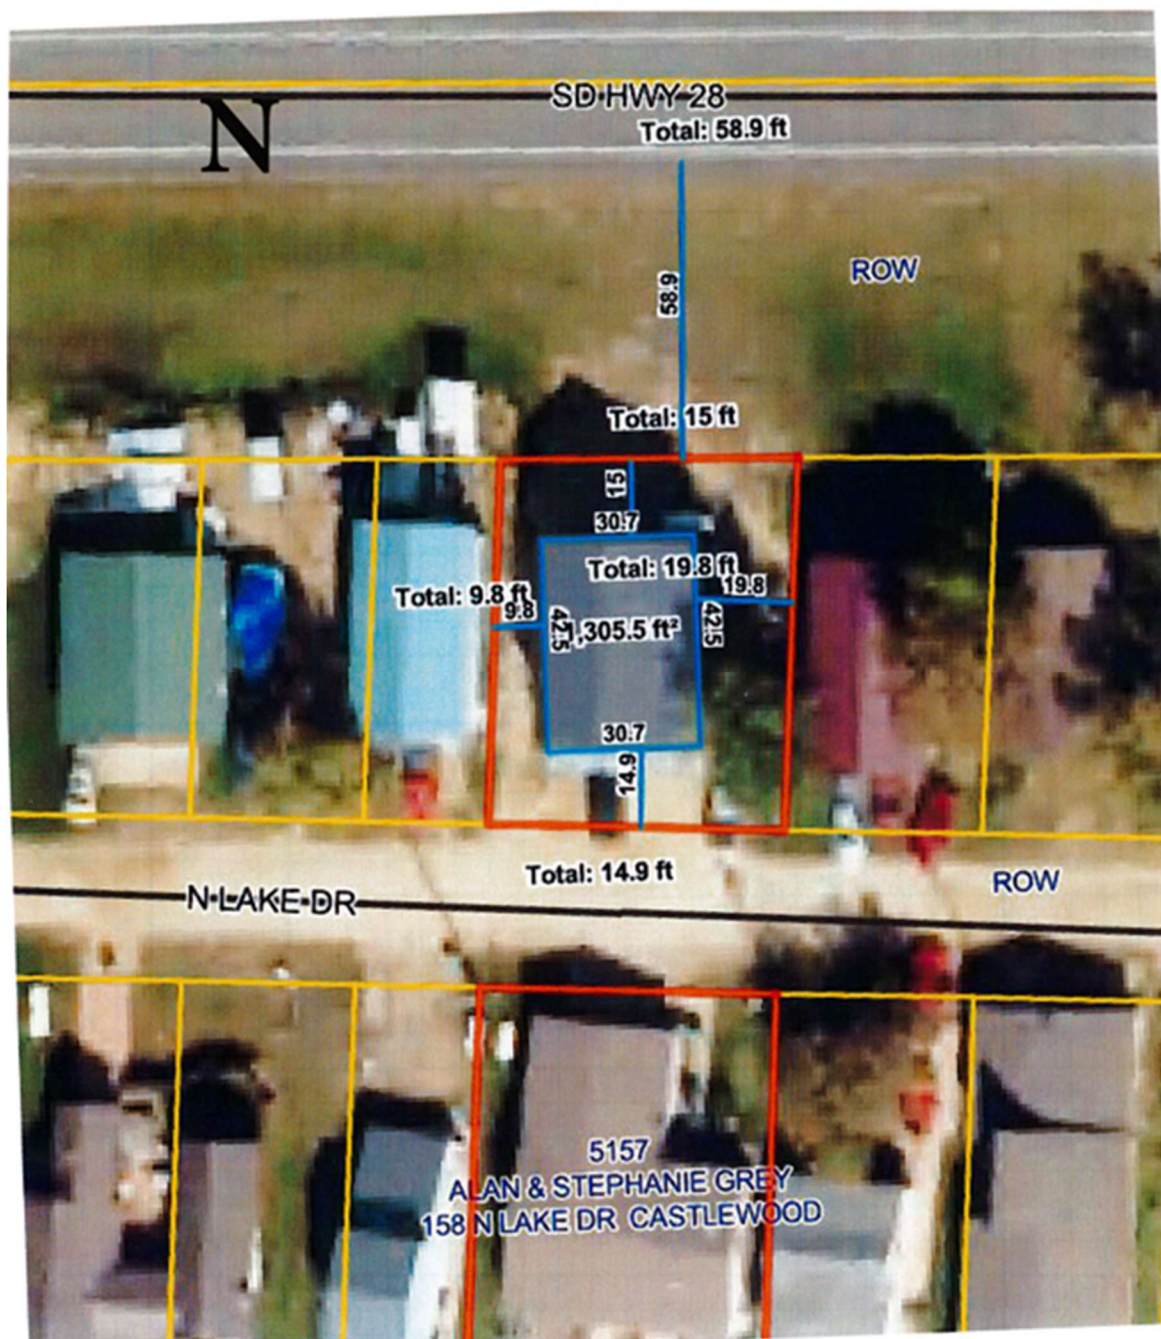 SD HWY 28
N
Total: 58.9 ft
58.9
ROW
Total: 15 ft
15
30.7
Total: 19.8 ft
19.8
Total: 9.8 ft
9.8
42.5
,305.5 ft²
42.5
30.7
14.9
Total: 14.9 ft
N LAKE DR
ROW
5157
ALAN & STEPHANIE GREY
158 N LAKE DR CASTLEWOOD